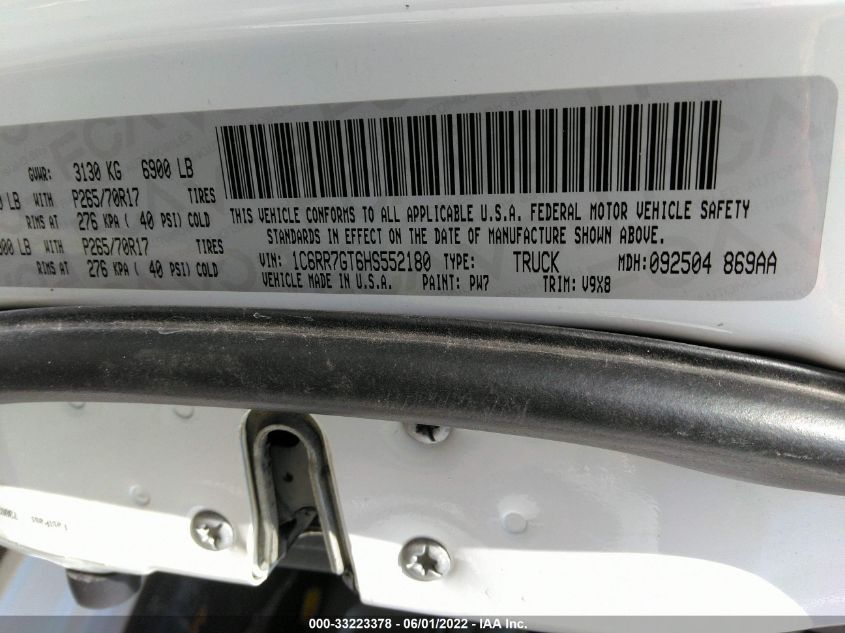 GVWR: 3130 KG 6900 LB
LB WITH P265/70R17 TIRES
RIMS AT 276 KPA ( 40 PSI) COLD
00 LB WITH P265/70R17 TIRES
RIMS AT 276 KPA ( 40 PSI) COLD
THIS VEHICLE CONFORMS TO ALL APPLICABLE U.S.A. FEDERAL MOTOR VEHICLE SAFETY
STANDARDS IN EFFECT ON THE DATE OF MANUFACTURE SHOWN ABOVE.
VIN: 1C6RR7GT6HS552180 TYPE: TRUCK MDH:092504 869AA
VEHICLE MADE IN U.S.A. PAINT: PW7 TRIM: V9X8
000-33223378 - 06/01/2022 - IAA Inc.